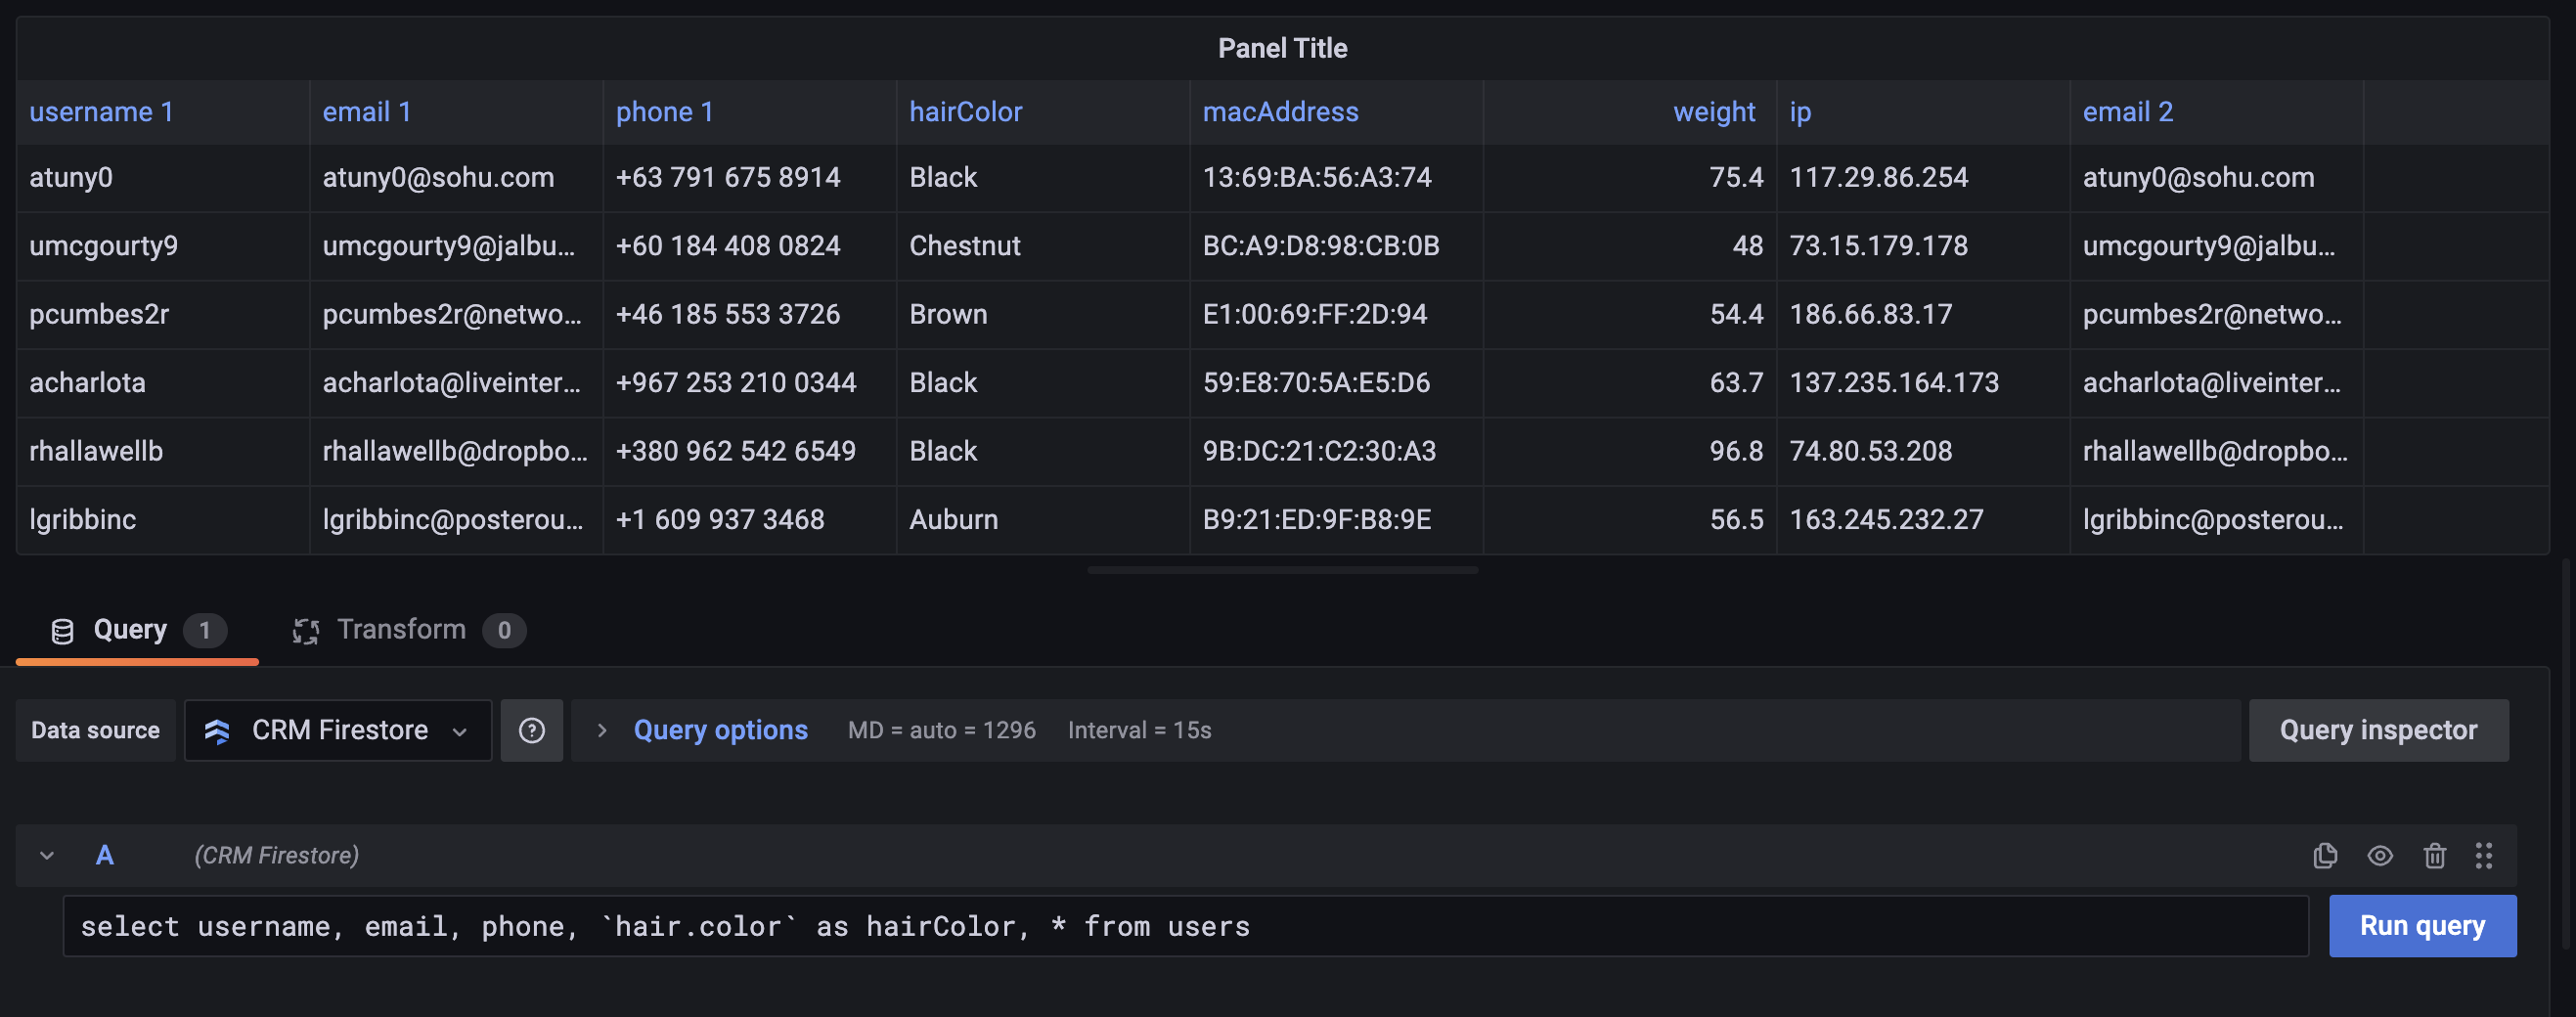 Panel Title
username 1 email 1 phone 1 hairColor macAddress weight ip email 2
atuny0 atuny0@sohu.com +63 791 675 8914 Black 13:69:BA:56:A3:74 75.4 117.29.86.254 atuny0@sohu.com
umcgourty9 umcgourty9@jalbu... +60 184 408 0824 Chestnut BC:A9:D8:98:CB:0B 48 73.15.179.178 umcgourty9@jalbu...
pcumbes2r pcumbes2r@netwo... +46 185 553 3726 Brown E1:00:69:FF:2D:94 54.4 186.66.83.17 pcumbes2r@netwo...
acharlota acharlota@liveinter... +967 253 210 0344 Black 59:E8:70:5A:E5:D6 63.7 137.235.164.173 acharlota@liveinter...
rhallawellb rhallawellb@dropbo... +380 962 542 6549 Black 9B:DC:21:C2:30:A3 96.8 74.80.53.208 rhallawellb@dropbo...
lgribbinc lgribbinc@posterou... +1 609 937 3468 Auburn B9:21:ED:9F:B8:9E 56.5 163.245.232.27 lgribbinc@posterou...
Query 1 Transform 0
Data source CRM Firestore Query options MD = auto = 1296 Interval = 15s Query inspector
A (CRM Firestore)
select username, email, phone, `hair.color` as hairColor, * from users Run query